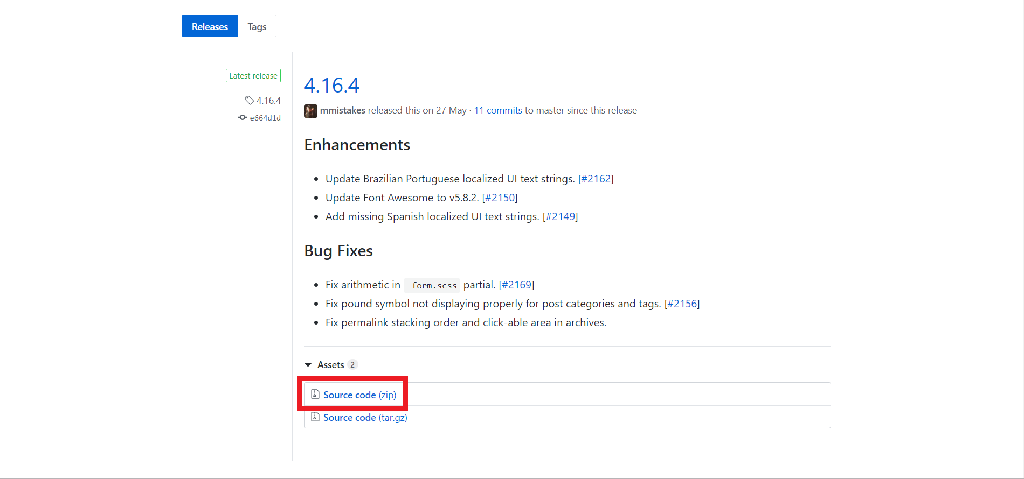 Releases Tags
Latest release
4.16.4
e664d1d
4.16.4
mmistakes released this on 27 May · 11 commits to master since this release
Enhancements
• Update Brazilian Portuguese localized UI text strings. [#2162]
• Update Font Awesome to v5.8.2. [#2150]
• Add missing Spanish localized UI text strings. [#2149]
Bug Fixes
• Fix arithmetic in _form.scss partial. [#2169]
• Fix pound symbol not displaying properly for post categories and tags. [#2156]
• Fix permalink stacking order and click-able area in archives.
Assets 2
Source code (zip)
Source code (tar.gz)